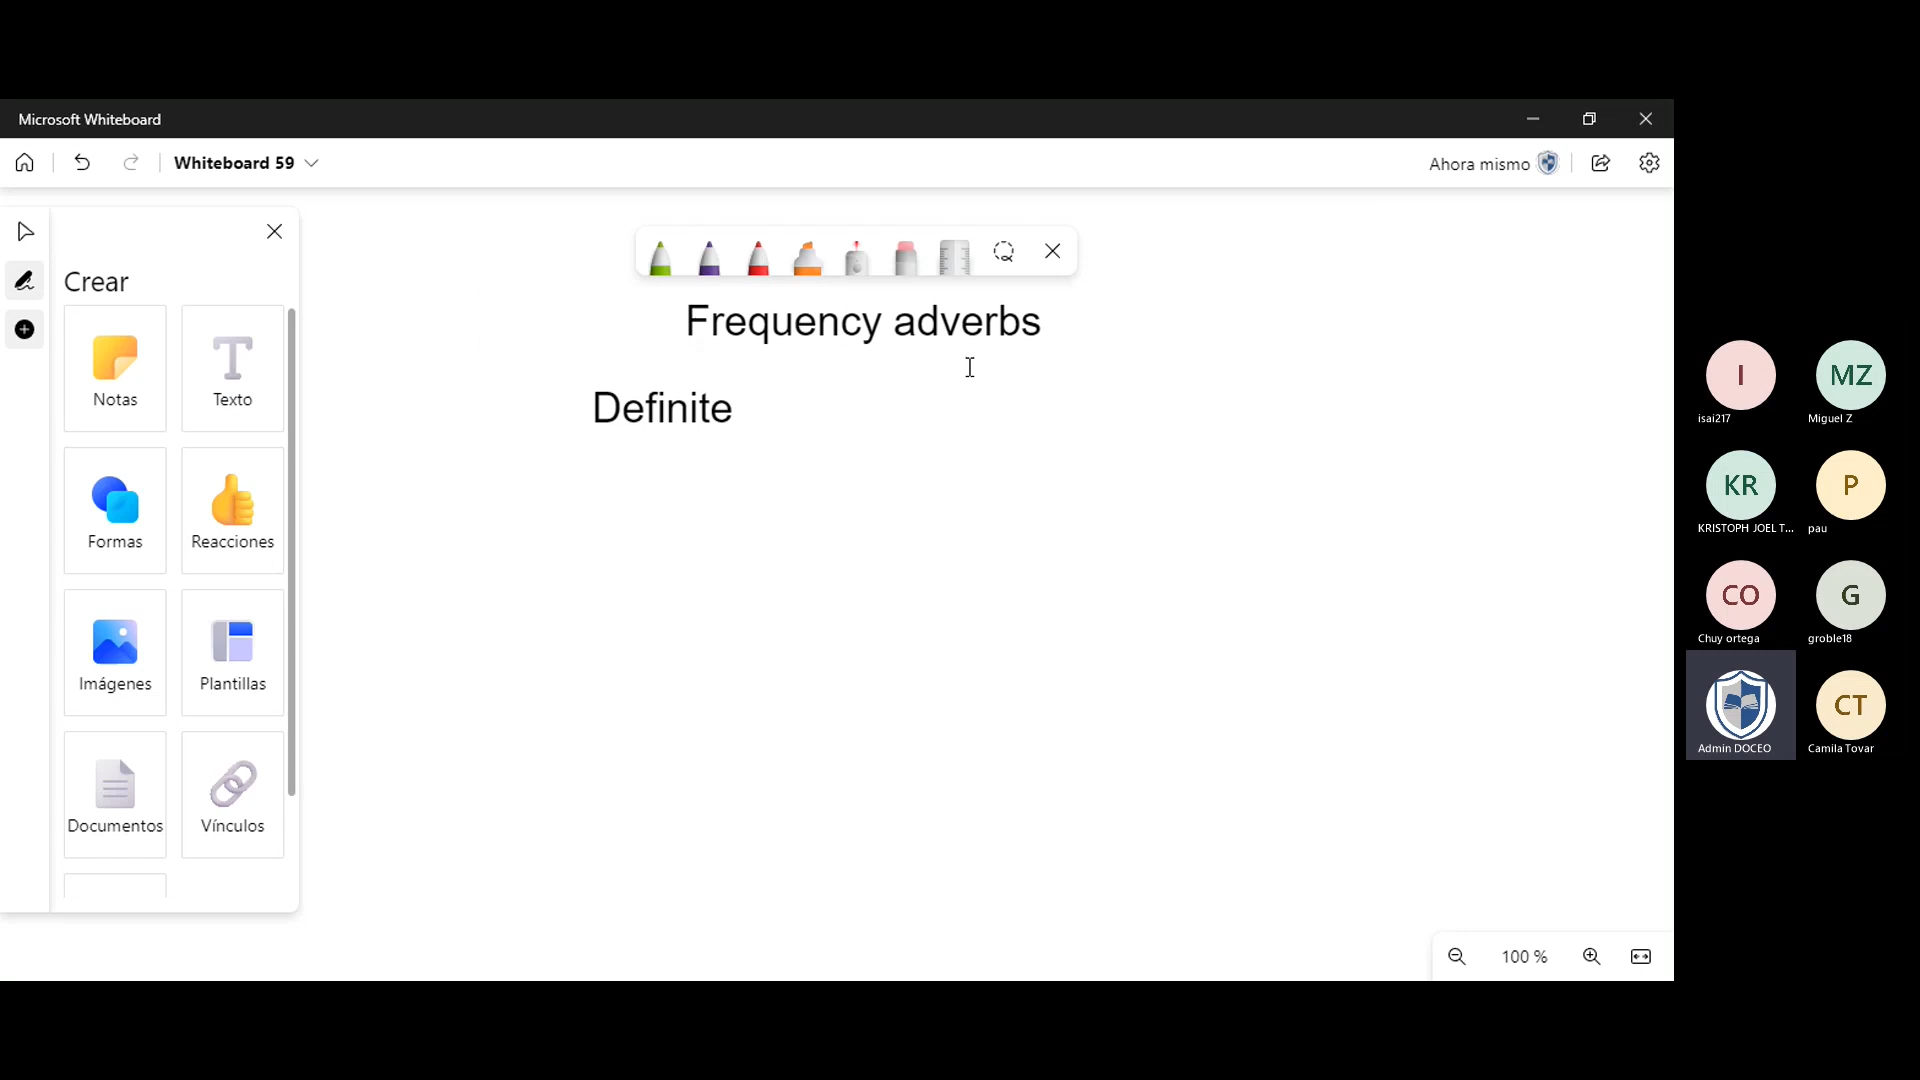 Microsoft Whiteboard
Whiteboard 59
Ahora mismo
Crear
Notas
Texto
Formas
Reacciones
Imágenes
Plantillas
Documentos
Vínculos
Frequency adverbs
Definite
100 %
I
isai217
MZ
Miguel Z
KR
KRISTOPH JOEL T...
P
pau
CO
Chuy ortega
G
groble18
Admin DOCEO
CT
Camila Tovar